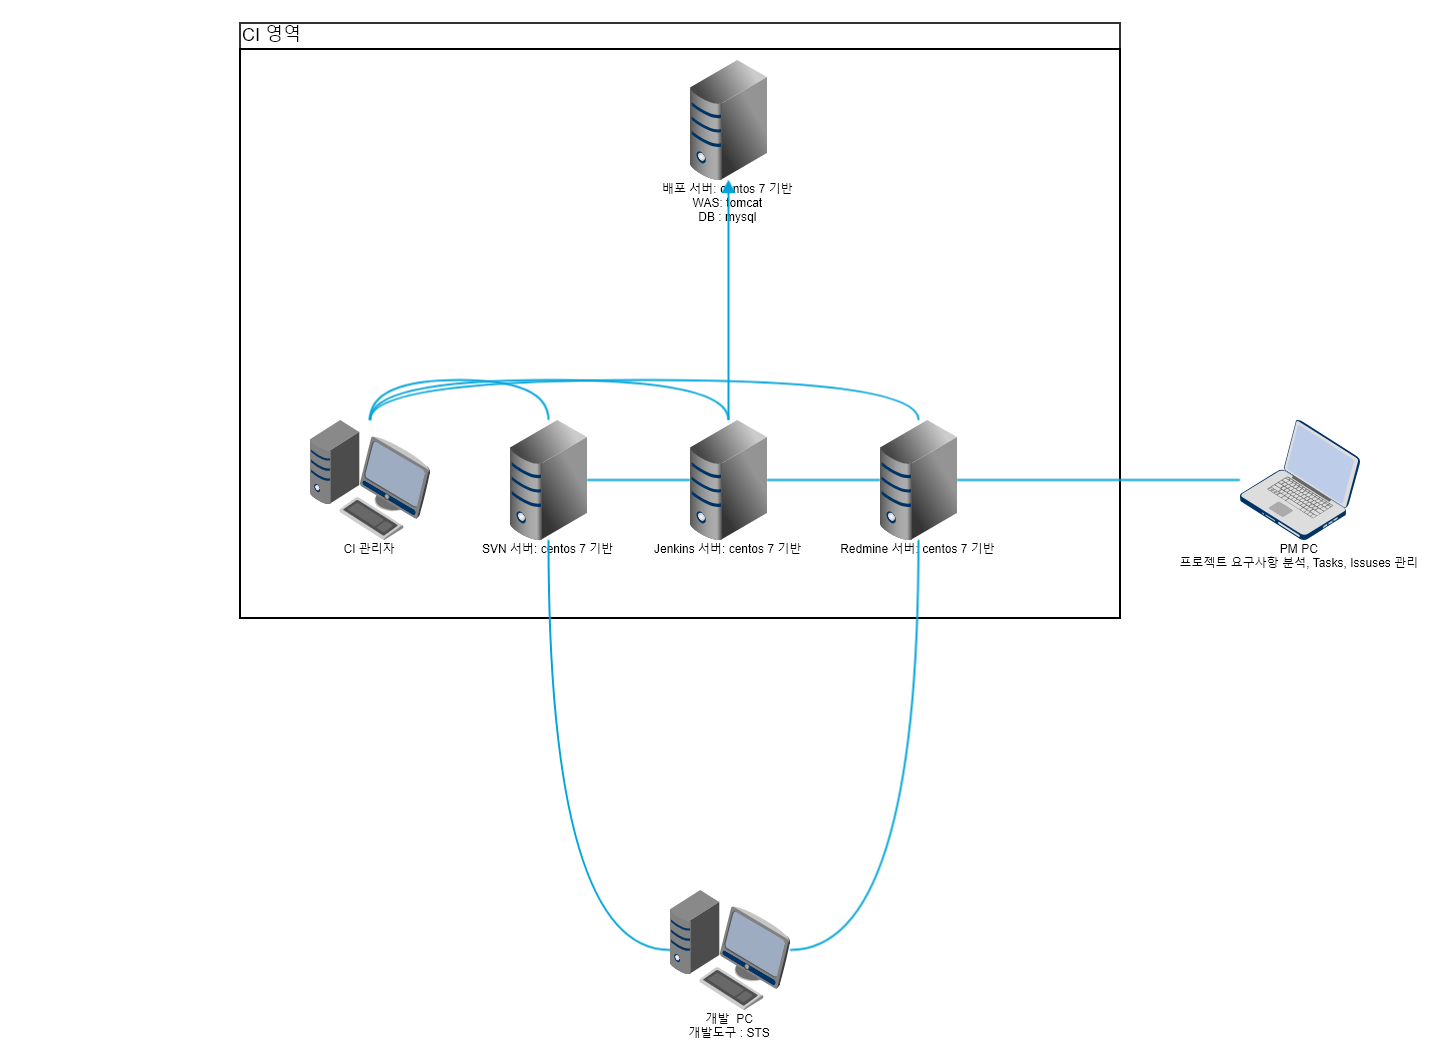 CI 영역
배포 서버: centos 7 기반
WAS: tomcat
DB : mysql
CI 관리자
SVN 서버: centos 7 기반
Jenkins 서버: centos 7 기반
Redmine 서버: centos 7 기반
PM PC
프로젝트 요구사항 분석, Tasks, Issuses 관리
개발 PC
개발도구 : STS